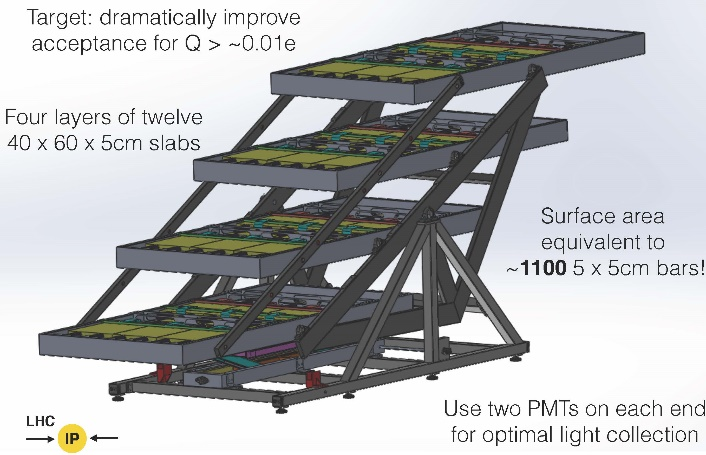 Target: dramatically improve
acceptance for Q > ~0.01e
Four layers of twelve
40 x 60 x 5cm slabs
Surface area
equivalent to
~1100 5 x 5cm bars!
Use two PMTs on each end
for optimal light collection
LHC
IP